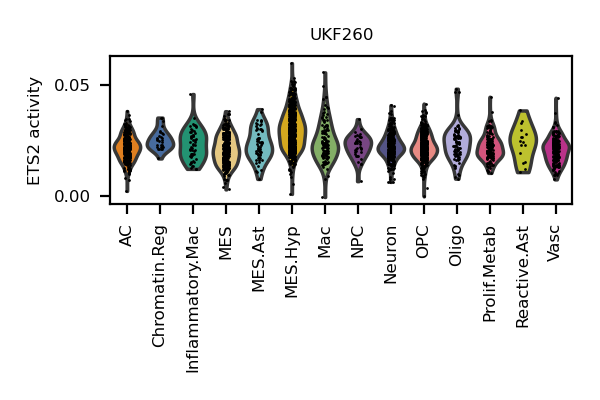 UKF260
ETS2 activity
0.05
0.00
AC
Chromatin.Reg
Inflammatory.Mac
MES
MES.Ast
MES.Hyp
Mac
NPC
Neuron
OPC
Oligo
Prolif.Metab
Reactive.Ast
Vasc